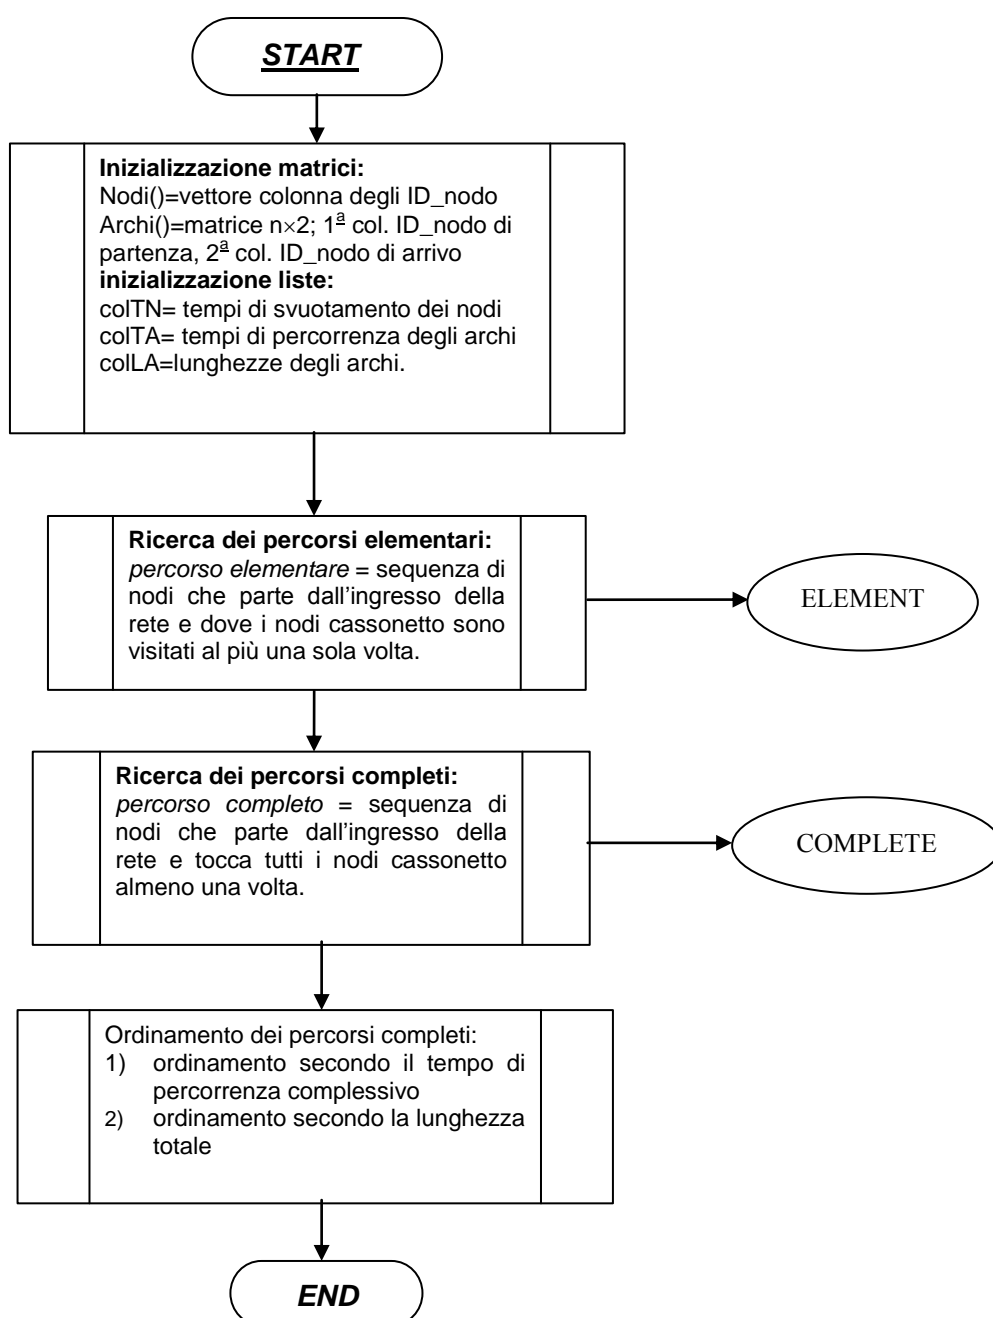 START
Inizializzazione matrici:
Nodi()=vettore colonna degli ID_nodo
Archi()=matrice n×2; 1ª col. ID_nodo di
partenza, 2ª col. ID_nodo di arrivo
inizializzazione liste:
colTN= tempi di svuotamento dei nodi
colTA= tempi di percorrenza degli archi
colLA=lunghezze degli archi.
Ricerca dei percorsi elementari:
percorso elementare = sequenza di
nodi che parte dall'ingresso della
rete e dove i nodi cassonetto sono
visitati al più una sola volta.
ELEMENT
Ricerca dei percorsi completi:
percorso completo = sequenza di
nodi che parte dall'ingresso della
rete e tocca tutti i nodi cassonetto
almeno una volta.
COMPLETE
Ordinamento dei percorsi completi:
1) ordinamento secondo il tempo di
percorrenza complessivo
2) ordinamento secondo la lunghezza
totale
END